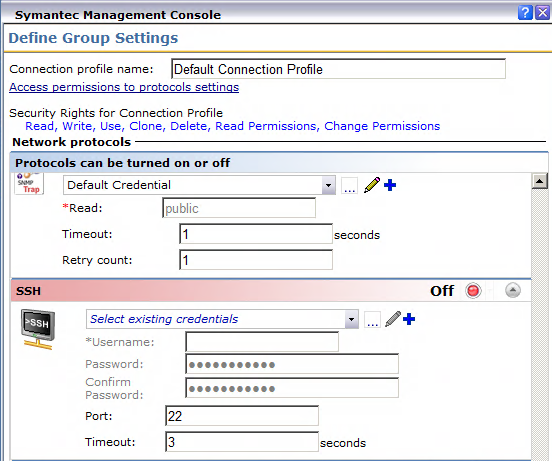 Symantec Management Console
Define Group Settings
Connection profile name: Default Connection Profile
Access permissions to protocols settings
Security Rights for Connection Profile
Read, Write, Use, Clone, Delete, Read Permissions, Change Permissions
Network protocols
Protocols can be turned on or off
SNMP
Trap
Default Credential ...
*Read: public
Timeout: 1 seconds
Retry count: 1
SSH Off
>SSH
Select existing credentials ...
*Username:
Password: ●●●●●●●●●●●
Confirm
Password: ●●●●●●●●●●●
Port: 22
Timeout: 3 seconds